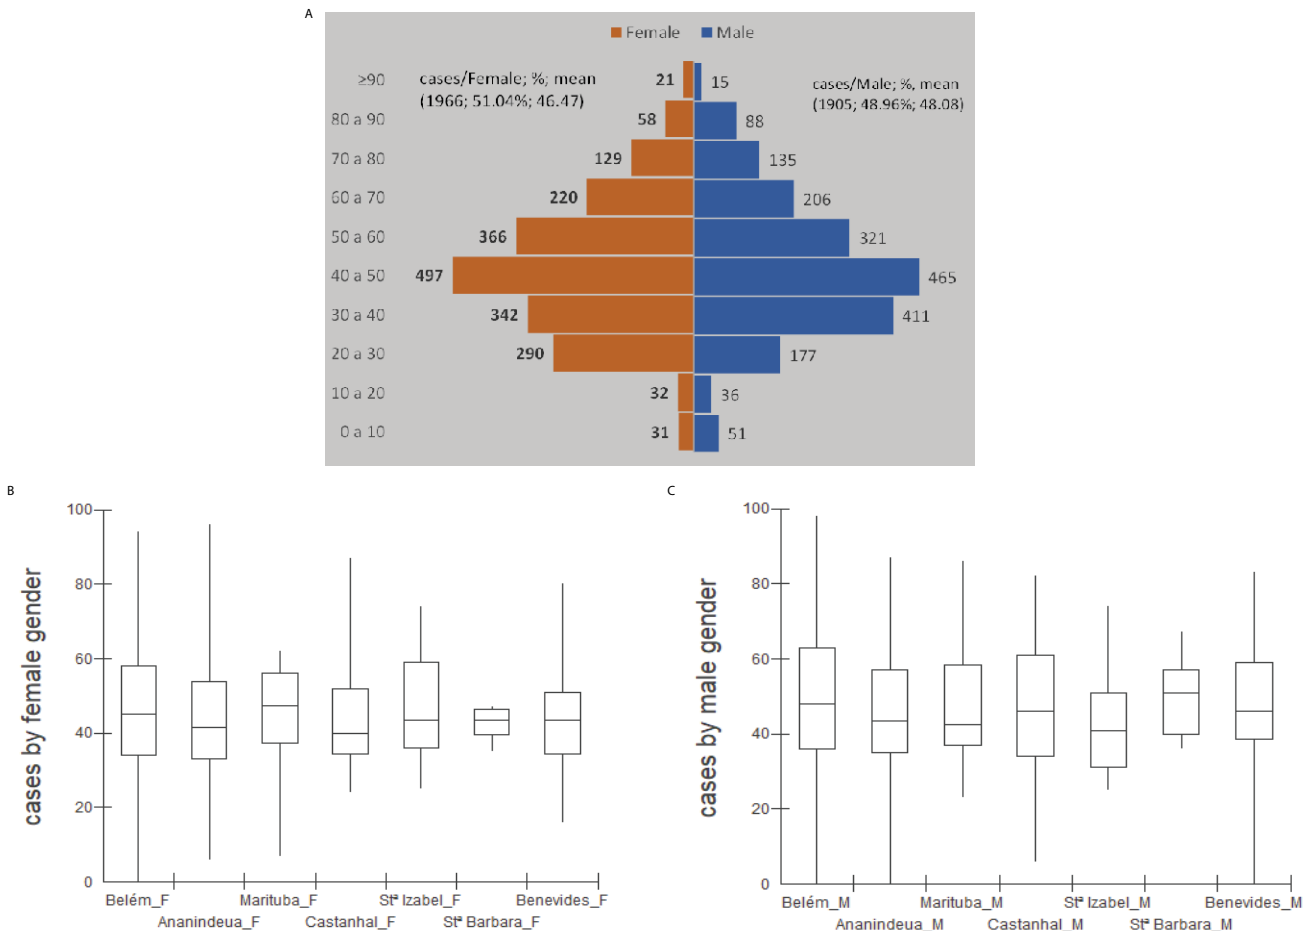 A
Female Male
≥90 21 15
cases/Female; %; mean
(1966; 51.04%; 46.47)
cases/Male; %, mean
(1905; 48.96%; 48.08)
80 a 90 58 88
70 a 80 129 135
60 a 70 220 206
50 a 60 366 321
40 a 50 497 465
30 a 40 342 411
20 a 30 290 177
10 a 20 32 36
0 a 10 31 51
B
cases by female gender
100
80
60
40
20
0
Belém_F Marituba_F Stª Izabel_F Benevides_F
Ananindeua_F Castanhal_F Stª Barbara_F
C
cases by male gender
100
80
60
40
20
0
Belém_M Marituba_M Stª Izabel_M Benevides_M
Ananindeua_M Castanhal_M Stª Barbara_M